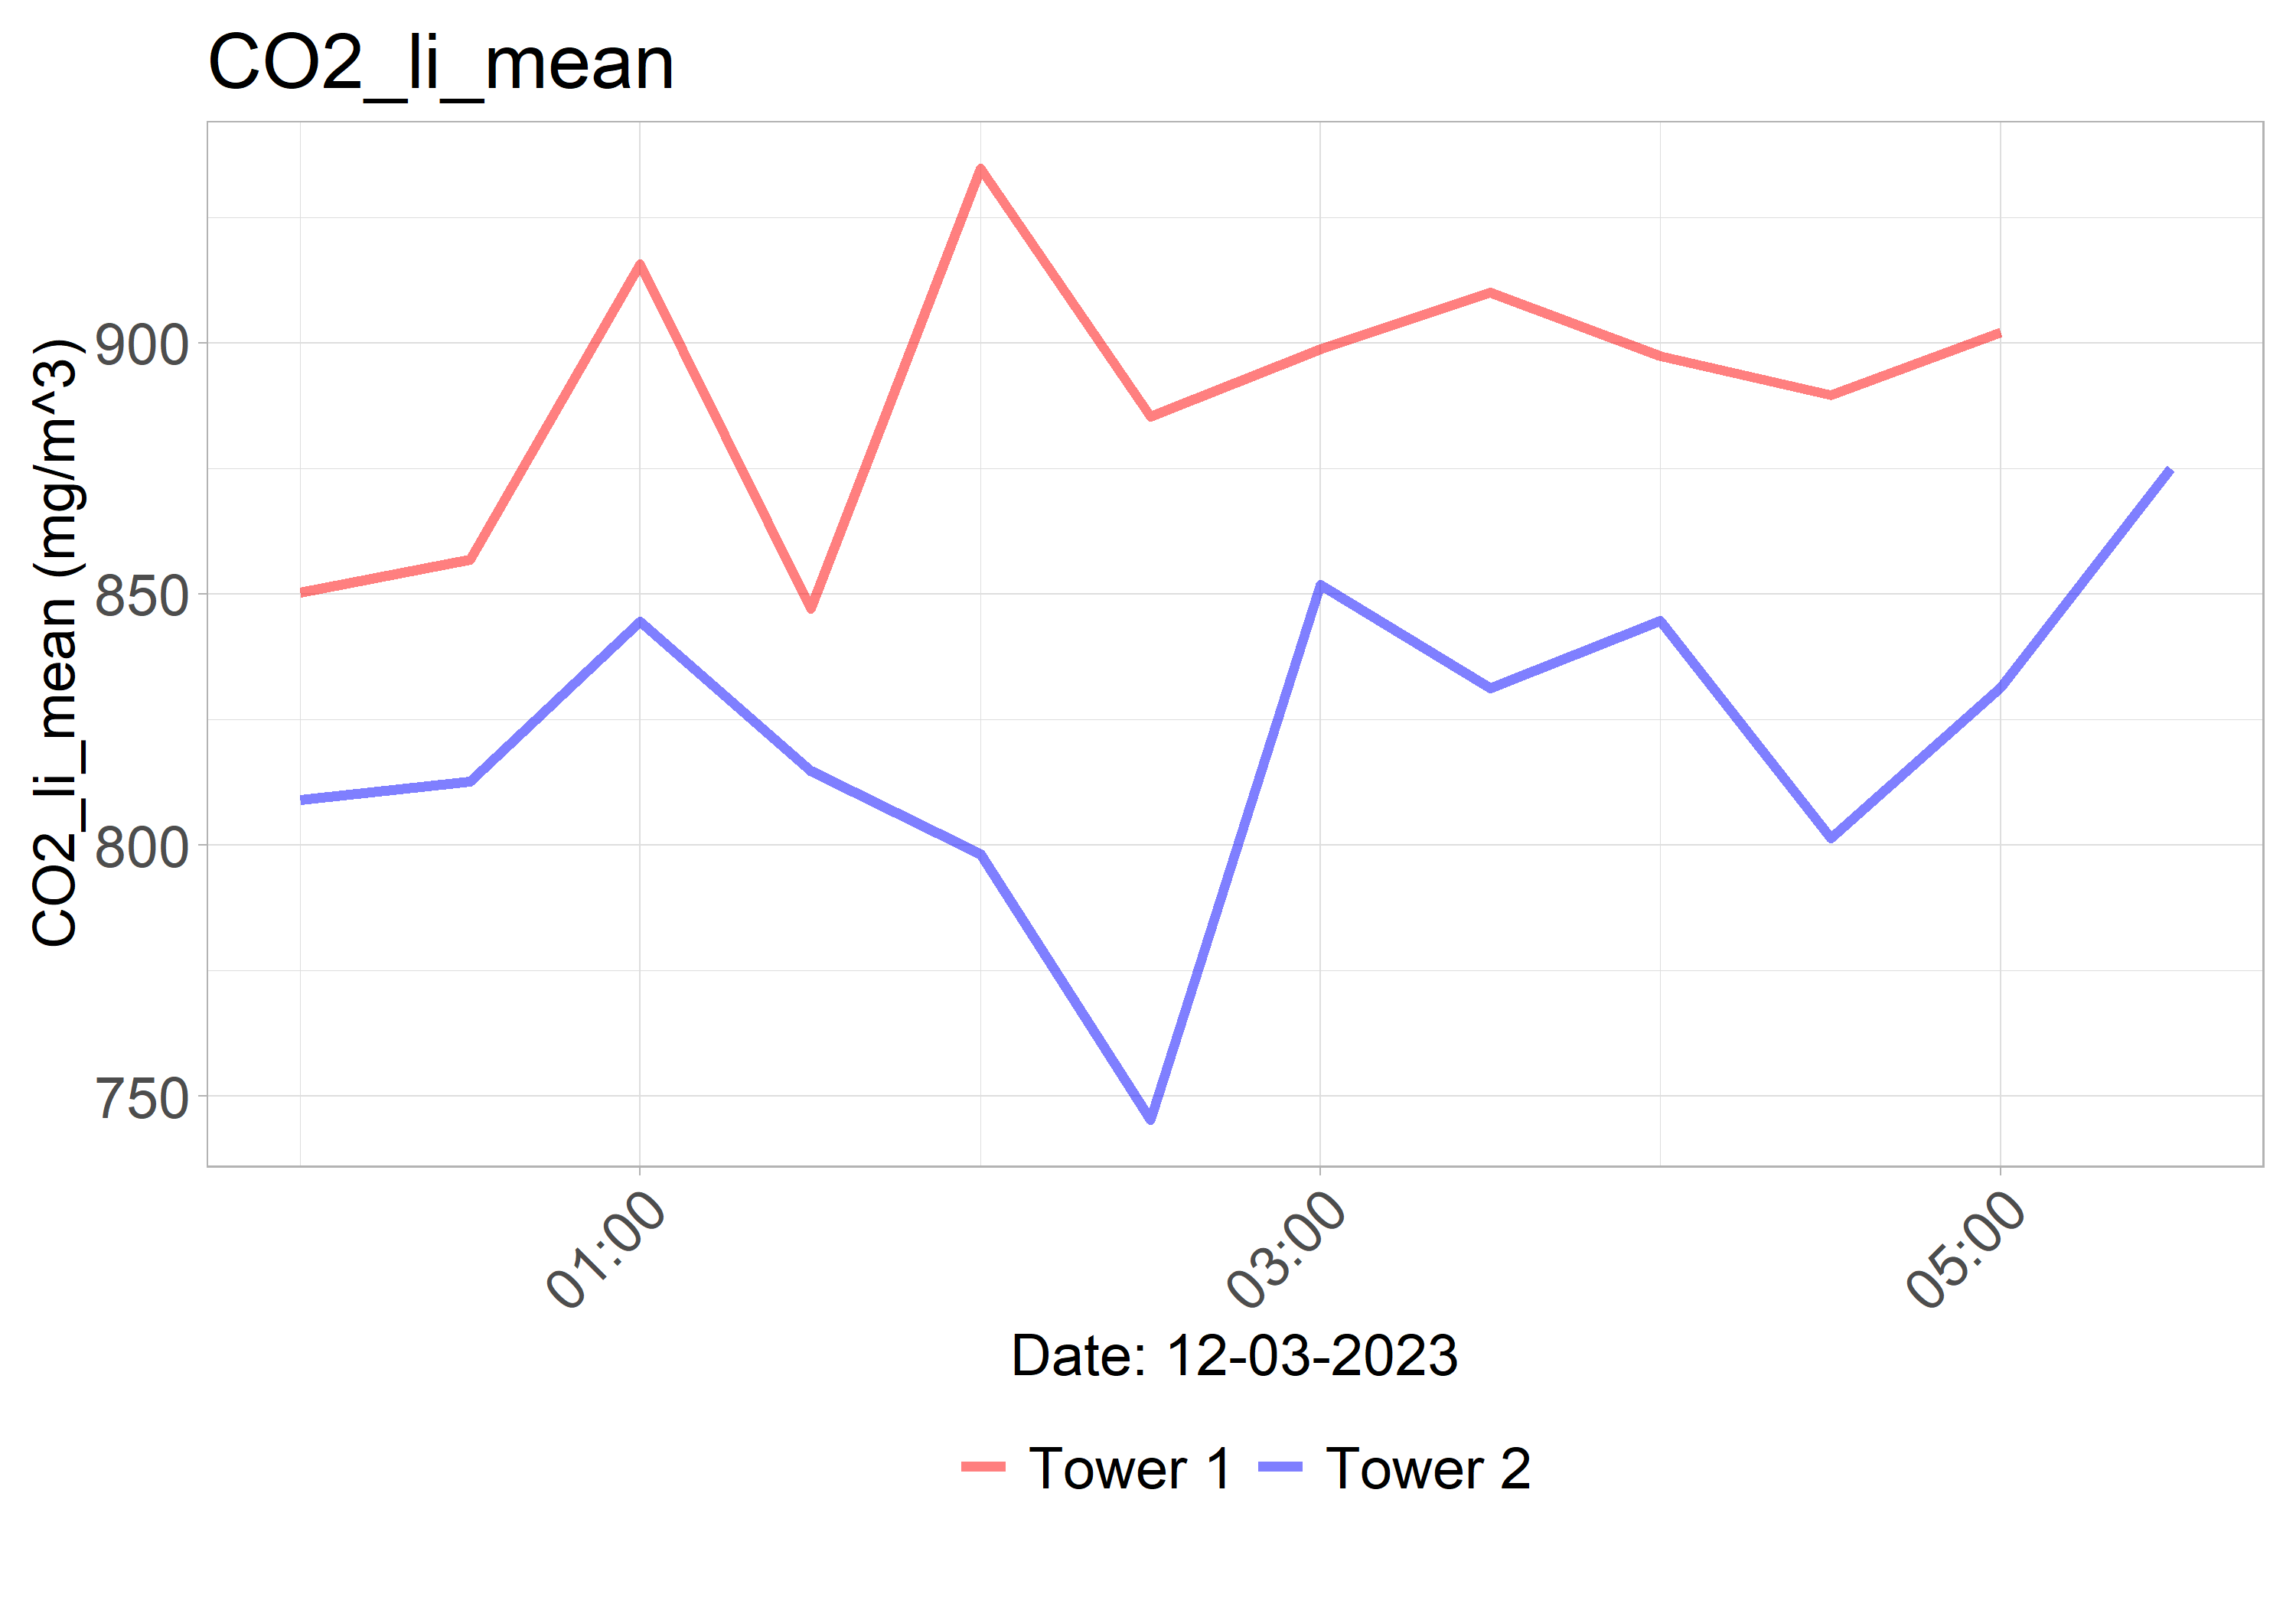 CO2_li_mean
CO2_li_mean (mg/m^3)
900
850
800
750
01:00
03:00
05:00
Date: 12-03-2023
Tower 1
Tower 2